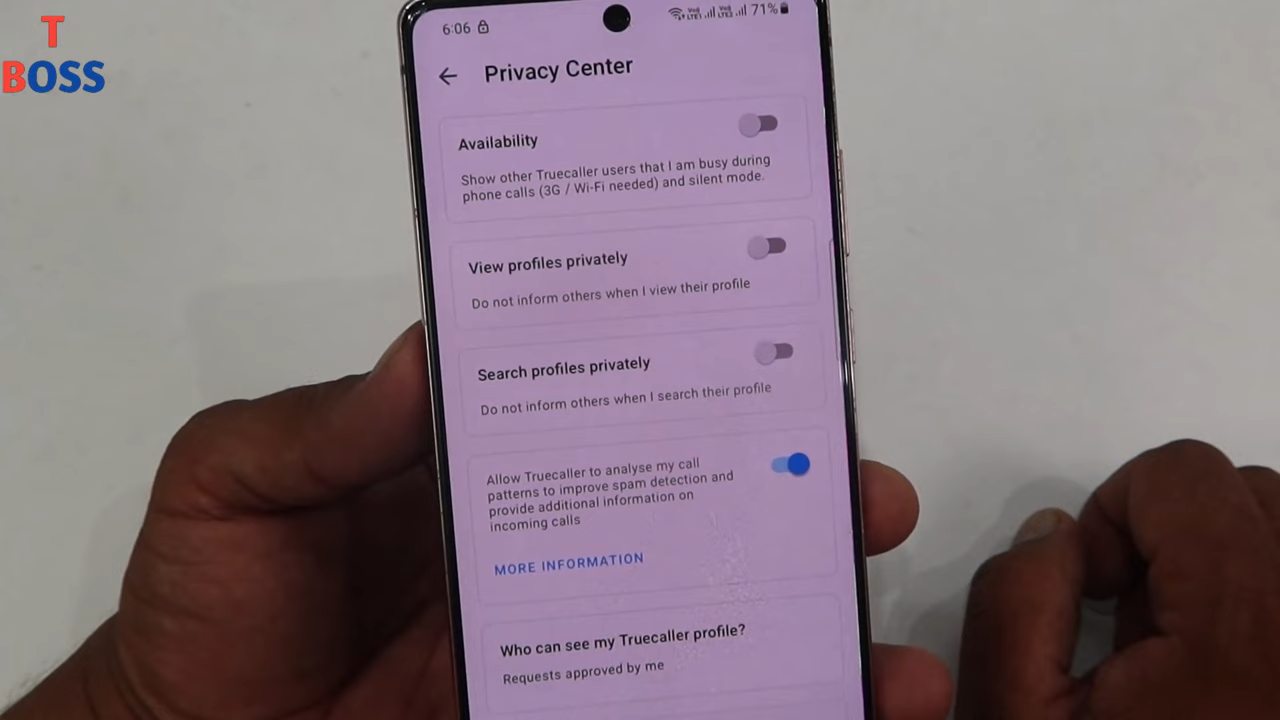 T
BOSS
6:06
71%
Privacy Center
Availability
Show other Truecaller users that I am busy during
phone calls (3G / Wi-Fi needed) and silent mode.
View profiles privately
Do not inform others when I view their profile
Search profiles privately
Do not inform others when I search their profile
Allow Truecaller to analyse my call
patterns to improve spam detection and
provide additional information on
incoming calls
MORE INFORMATION
Who can see my Truecaller profile?
Requests approved by me